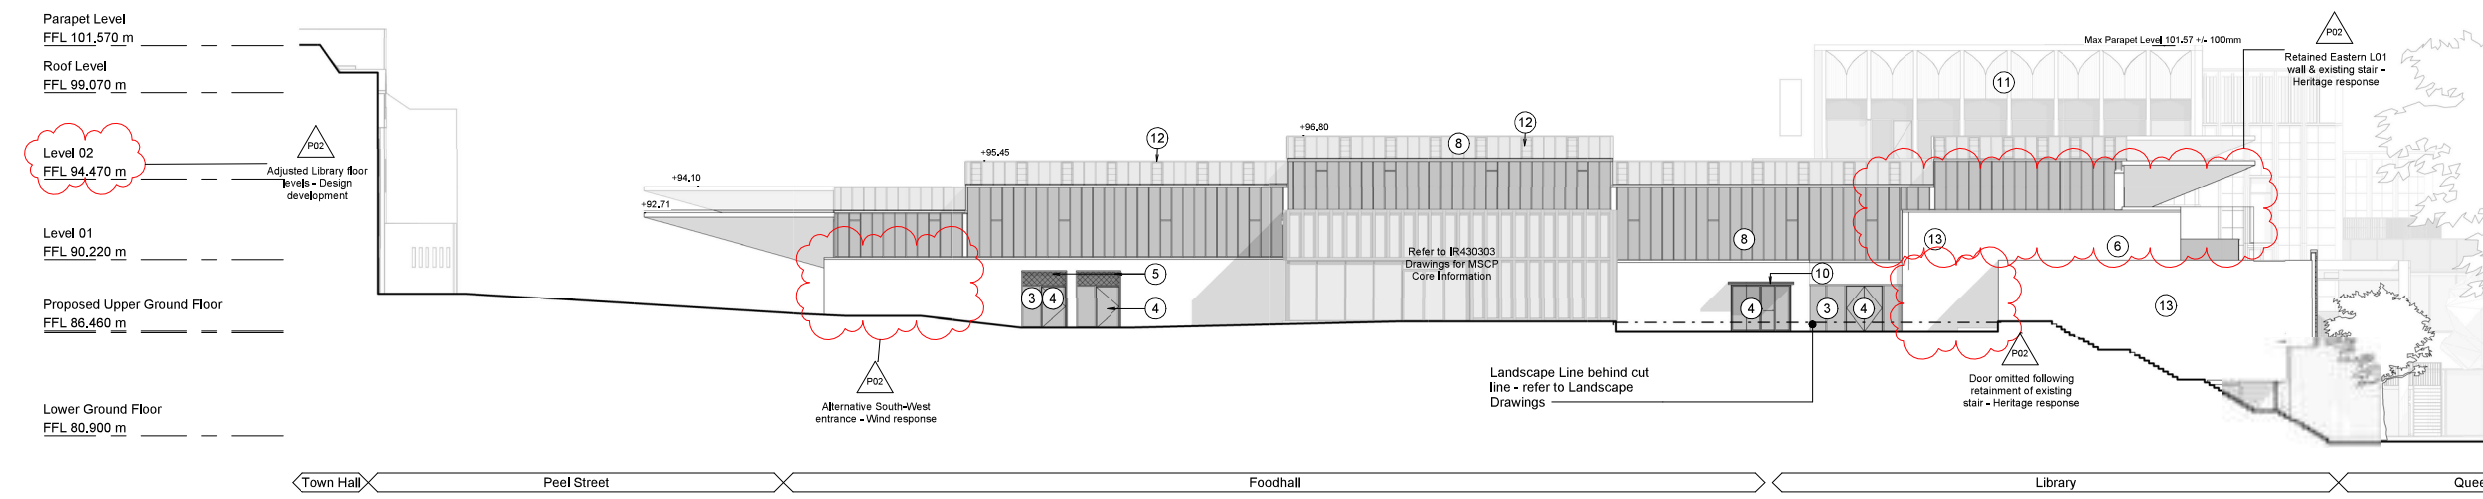 Parapet Level
FFL 101.570 m
Roof Level
FFL 99.070 m
Level 02
FFL 94.470 m
Level 01
FFL 90.220 m
Proposed Upper Ground Floor
FFL 86.460 m
Lower Ground Floor
FFL 80.900 m
P02
Adjusted Library floor
levels - Design
development
+92.71
+94.10
+95.45
+96.80
12
8
12
11
Max Parapet Level 101.57 +/- 100mm
P02
Retained Eastern L01
wall & existing stair -
Heritage response
Refer to IR430303
Drawings for MSCP
Core Information
8
13
6
5
3
4
4
10
4
3
4
13
P02
Alternative South-West
entrance - Wind response
Landscape Line behind cut
line - refer to Landscape
Drawings
P02
Door omitted following
retainment of existing
stair - Heritage response
Town Hall
Peel Street
Foodhall
Library
Quee